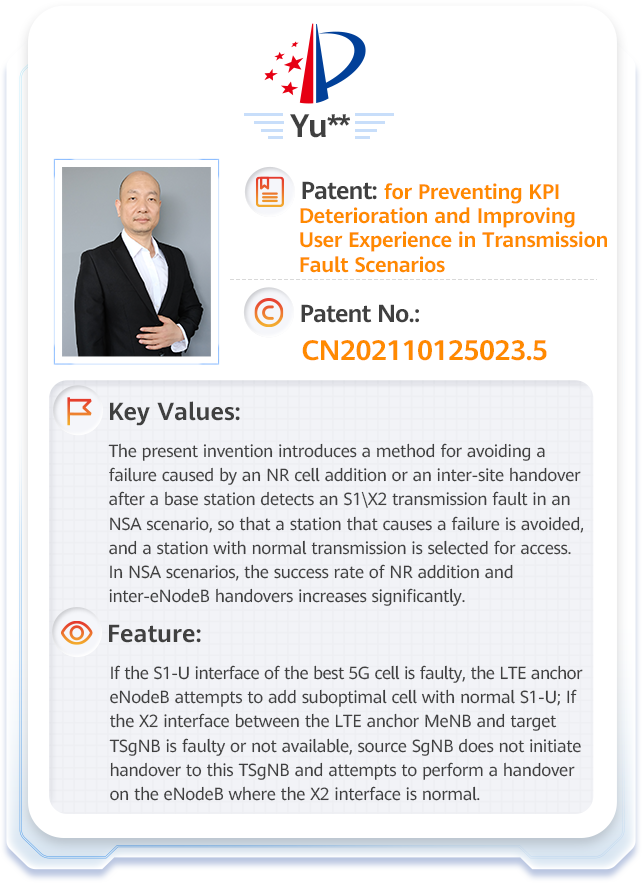 Yu**
Patent: for Preventing KPI
Deterioration and Improving
User Experience in Transmission
Fault Scenarios
Patent No.:
CN202110125023.5
Key Values:
The present invention introduces a method for avoiding a
failure caused by an NR cell addition or an inter-site handover
after a base station detects an S1\X2 transmission fault in an
NSA scenario, so that a station that causes a failure is avoided,
and a station with normal transmission is selected for access.
In NSA scenarios, the success rate of NR addition and
inter-eNodeB handovers increases significantly.
Feature:
If the S1-U interface of the best 5G cell is faulty, the LTE anchor
eNodeB attempts to add suboptimal cell with normal S1-U; If
the X2 interface between the LTE anchor MeNB and target
TSgNB is faulty or not available, source SgNB does not initiate
handover to this TSgNB and attempts to perform a handover
on the eNodeB where the X2 interface is normal.